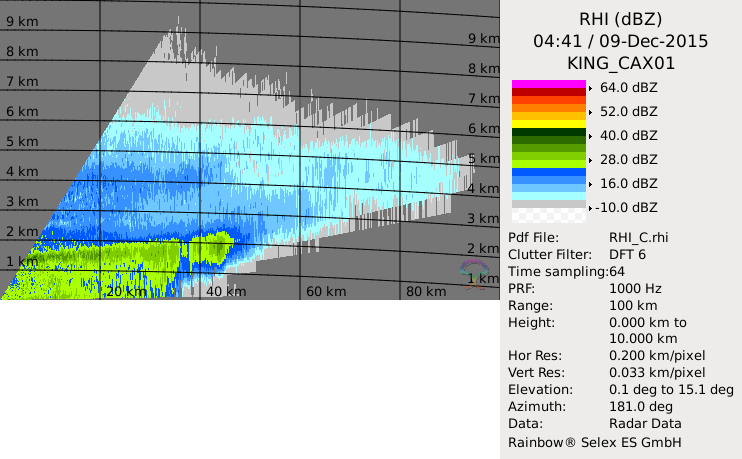 9 km
8 km
7 km
6 km
5 km
4 km
3 km
2 km
1 km
9 km
8 km
7 km
6 km
5 km
4 km
3 km
2 km
1 km
20 km
40 km
60 km
80 km
RHI (dBZ)
04:41 / 09-Dec-2015
KING_CAX01
64.0 dBZ
52.0 dBZ
40.0 dBZ
28.0 dBZ
16.0 dBZ
-10.0 dBZ
Pdf File: RHI_C.rhi
Clutter Filter: DFT 6
Time sampling:64
PRF: 1000 Hz
Range: 100 km
Height: 0.000 km to
10.000 km
Hor Res: 0.200 km/pixel
Vert Res: 0.033 km/pixel
Elevation: 0.1 deg to 15.1 deg
Azimuth: 181.0 deg
Data: Radar Data
Rainbow® Selex ES GmbH